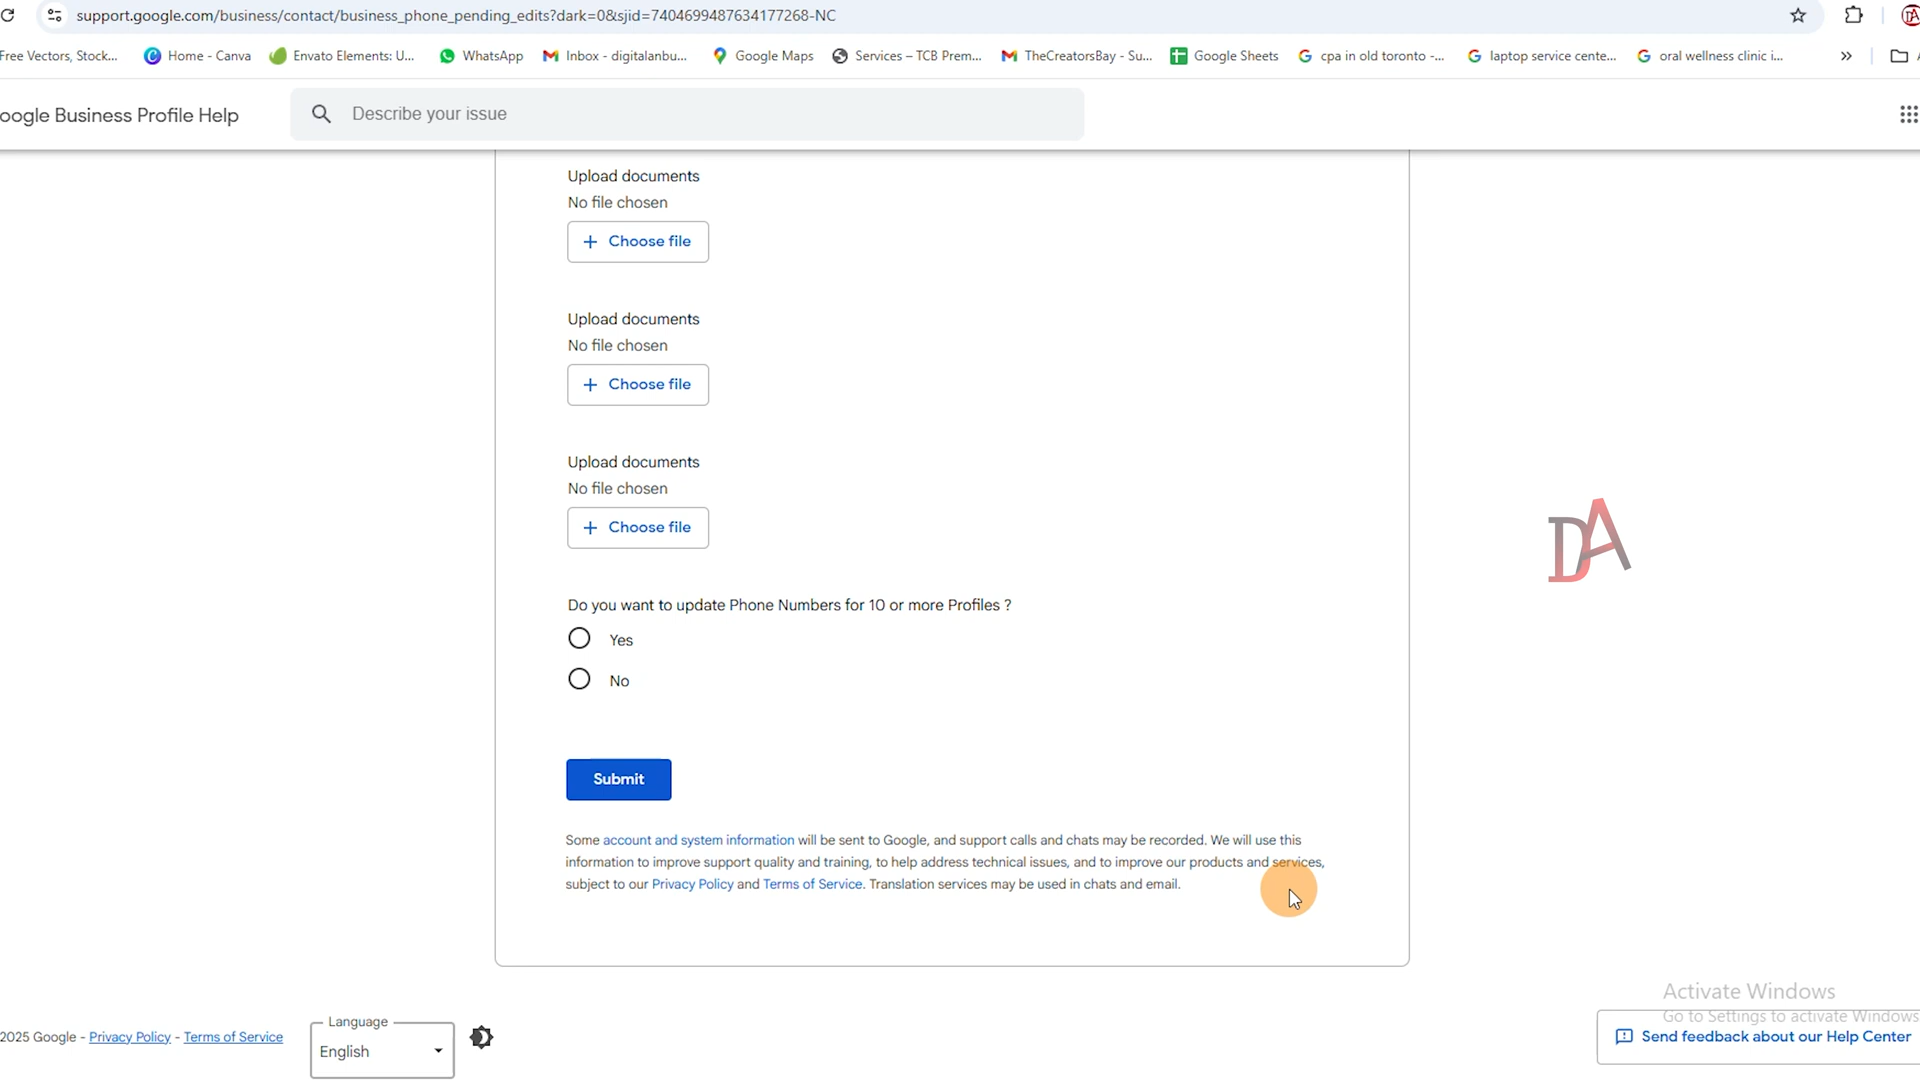 support.google.com/business/contact/business_phone_pending_edits?dark=0&sjid=7404699487634177268-NC
Free Vectors, Stock... Home - Canva Envato Elements: U... WhatsApp Inbox - digitalanbu... Google Maps Services – TCB Prem... TheCreatorsBay - Su... Google Sheets cpa in old toronto -... laptop service cente... oral wellness clinic i... »
oogle Business Profile Help Describe your issue
Upload documents
No file chosen
+ Choose file
Upload documents
No file chosen
+ Choose file
Upload documents
No file chosen
+ Choose file
DA
Do you want to update Phone Numbers for 10 or more Profiles ?
Yes
No
Submit
Some account and system information will be sent to Google, and support calls and chats may be recorded. We will use this
information to improve support quality and training, to help address technical issues, and to improve our products and services,
subject to our Privacy Policy and Terms of Service. Translation services may be used in chats and email.
Activate Windows
Go to Settings to activate Windows
2025 Google - Privacy Policy - Terms of Service
Language
English
Send feedback about our Help Center